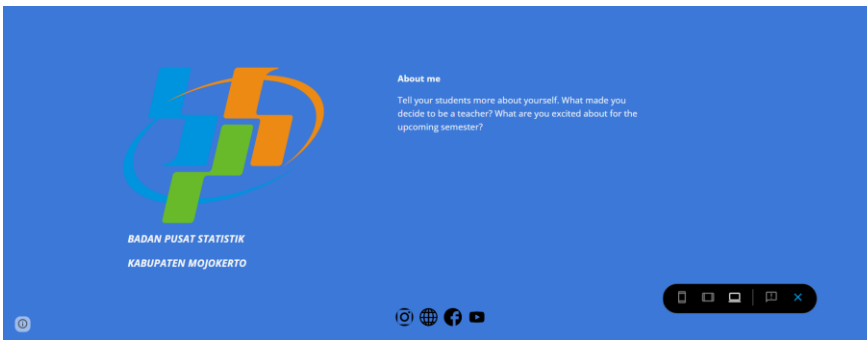 About me
Tell your students more about yourself. What made you
decide to be a teacher? What are you excited about for the
upcoming semester?
BADAN PUSAT STATISTIK
KABUPATEN MOJOKERTO